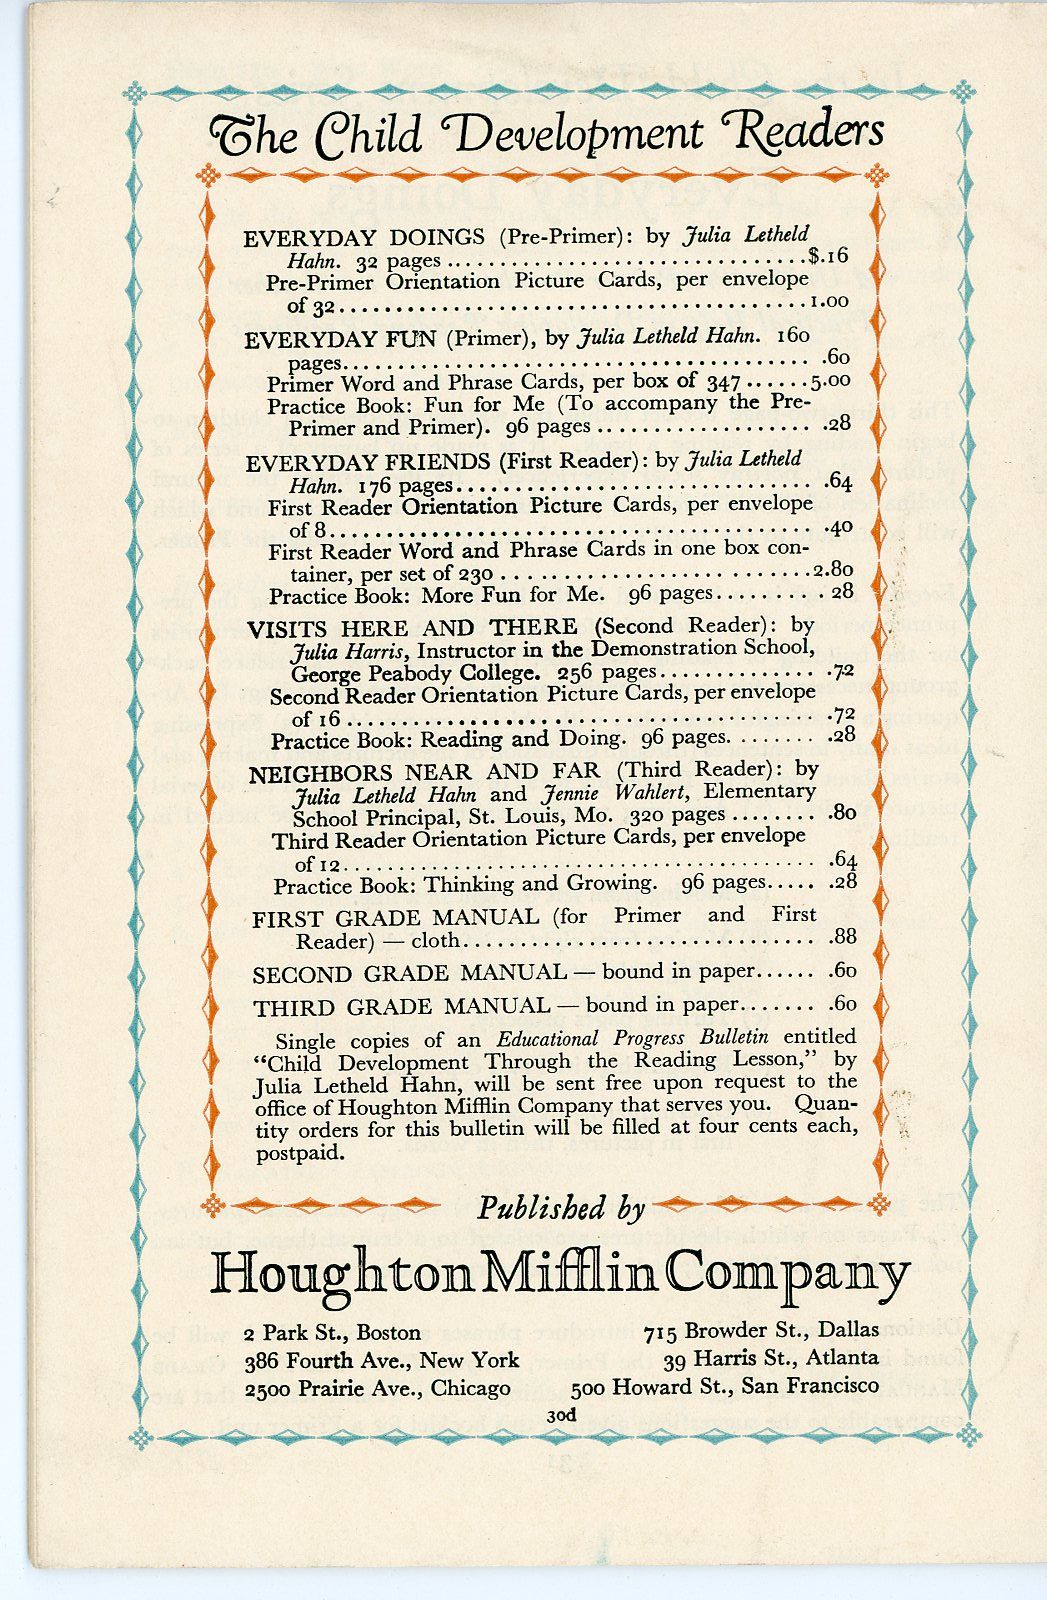 The Child Development Readers
EVERYDAY DOINGS (Pre-Primer): by Julia Letheld
Hahn. 32 pages ................................$.16
Pre-Primer Orientation Picture Cards, per envelope
of 32..........................................1.00
EVERYDAY FUN (Primer), by Julia Letheld Hahn. 160
pages.......................................... .60
Primer Word and Phrase Cards, per box of 347......5.00
Practice Book: Fun for Me (To accompany the Pre-
Primer and Primer). 96 pages ................... .28
EVERYDAY FRIENDS (First Reader): by Julia Letheld
Hahn. 176 pages................................ .64
First Reader Orientation Picture Cards, per envelope
of 8........................................... .40
First Reader Word and Phrase Cards in one box con-
tainer, per set of 230 .........................2.80
Practice Book: More Fun for Me. 96 pages......... .28
VISITS HERE AND THERE (Second Reader): by
Julia Harris, Instructor in the Demonstration School,
George Peabody College. 256 pages.............. .72
Second Reader Orientation Picture Cards, per envelope
of 16 .......................................... .72
Practice Book: Reading and Doing. 96 pages. ....... .28
NEIGHBORS NEAR AND FAR (Third Reader): by
Julia Letheld Hahn and Jennie Wahlert, Elementary
School Principal, St. Louis, Mo. 320 pages ........ .80
Third Reader Orientation Picture Cards, per envelope
of 12.......................................... .64
Practice Book: Thinking and Growing. 96 pages..... .28
FIRST GRADE MANUAL (for Primer and First
Reader) — cloth................................ .88
SECOND GRADE MANUAL — bound in paper...... .60
THIRD GRADE MANUAL — bound in paper....... .60
Single copies of an Educational Progress Bulletin entitled
“Child Development Through the Reading Lesson,” by
Julia Letheld Hahn, will be sent free upon request to the
office of Houghton Mifflin Company that serves you. Quan-
tity orders for this bulletin will be filled at four cents each,
postpaid.
Published by
Houghton Mifflin Company
2 Park St., Boston
715 Browder St., Dallas
386 Fourth Ave., New York
39 Harris St., Atlanta
2500 Prairie Ave., Chicago
500 Howard St., San Francisco
30d